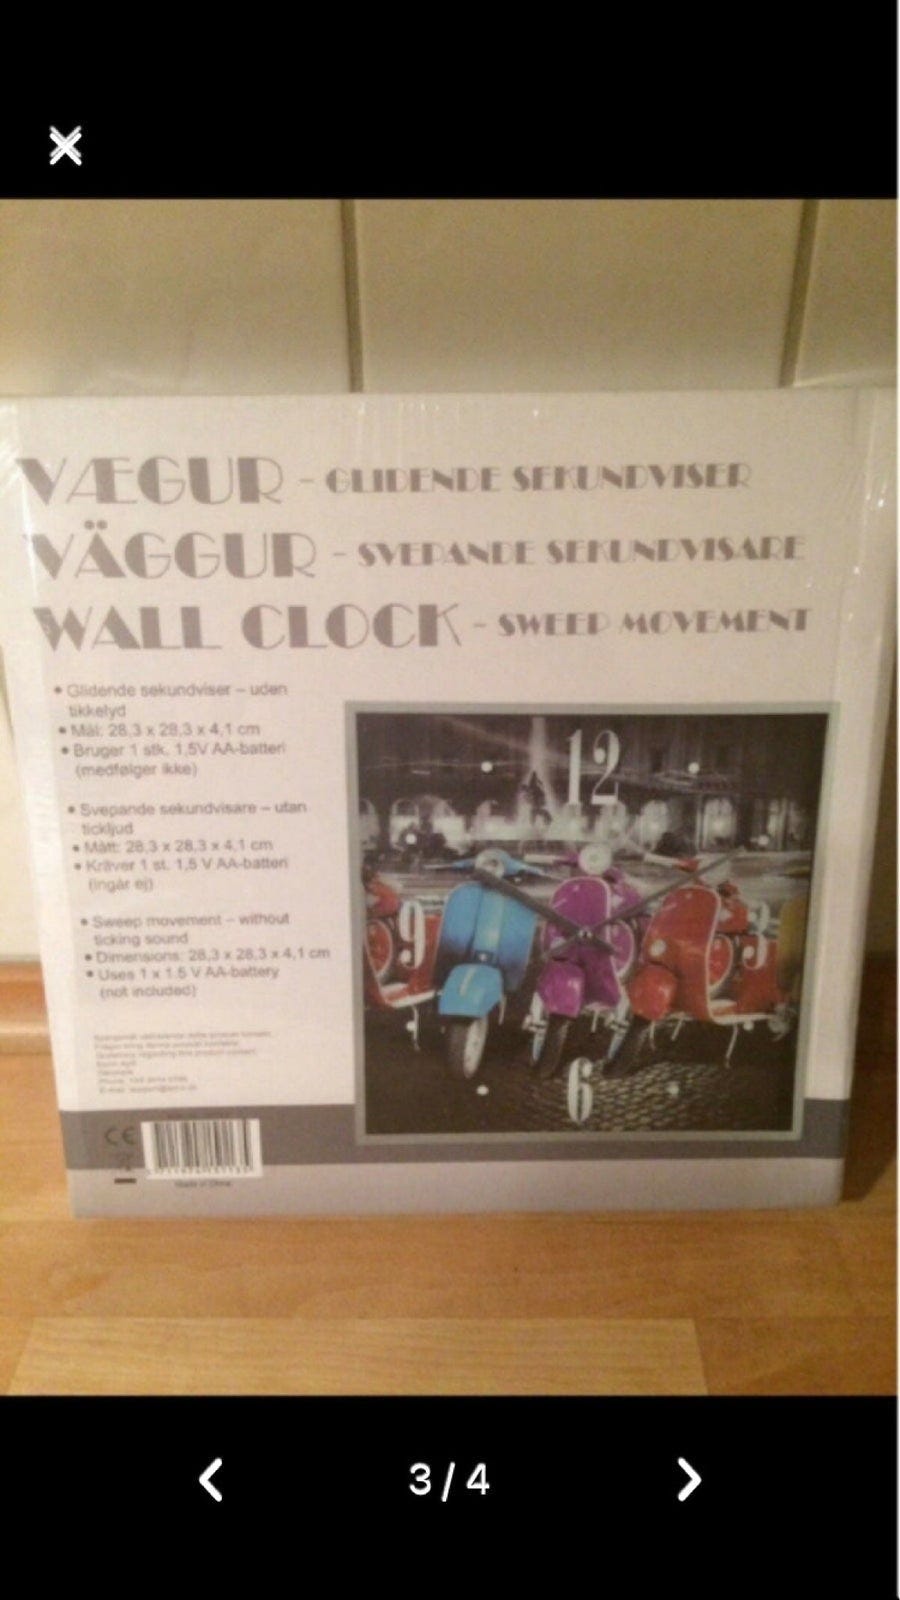 VÆGUR - GLIDENDE SEKUNDVISER
VÄGGUR - SVEPANDE SEKUNDVISARE
WALL CLOCK - SWEEP MOVEMENT
• Glidende sekundviser – uden
tikkelyd
• Mål: 28,3 x 28,3 x 4,1 cm
• Bruger 1 stk. 1,5V AA-batteri
(medfølger ikke)
• Svepande sekundvisare – utan
tickljud
• Mått: 28,3 x 28,3 x 4,1 cm
• Kräver 1 st. 1,5 V AA-batteri
(ingår ej)
• Sweep movement – without
ticking sound
• Dimensions: 28,3 x 28,3 x 4,1 cm
• Uses 1 x 1.5 V AA-battery
(not included)
12
9
3
6
CE
Made in China
3 / 4